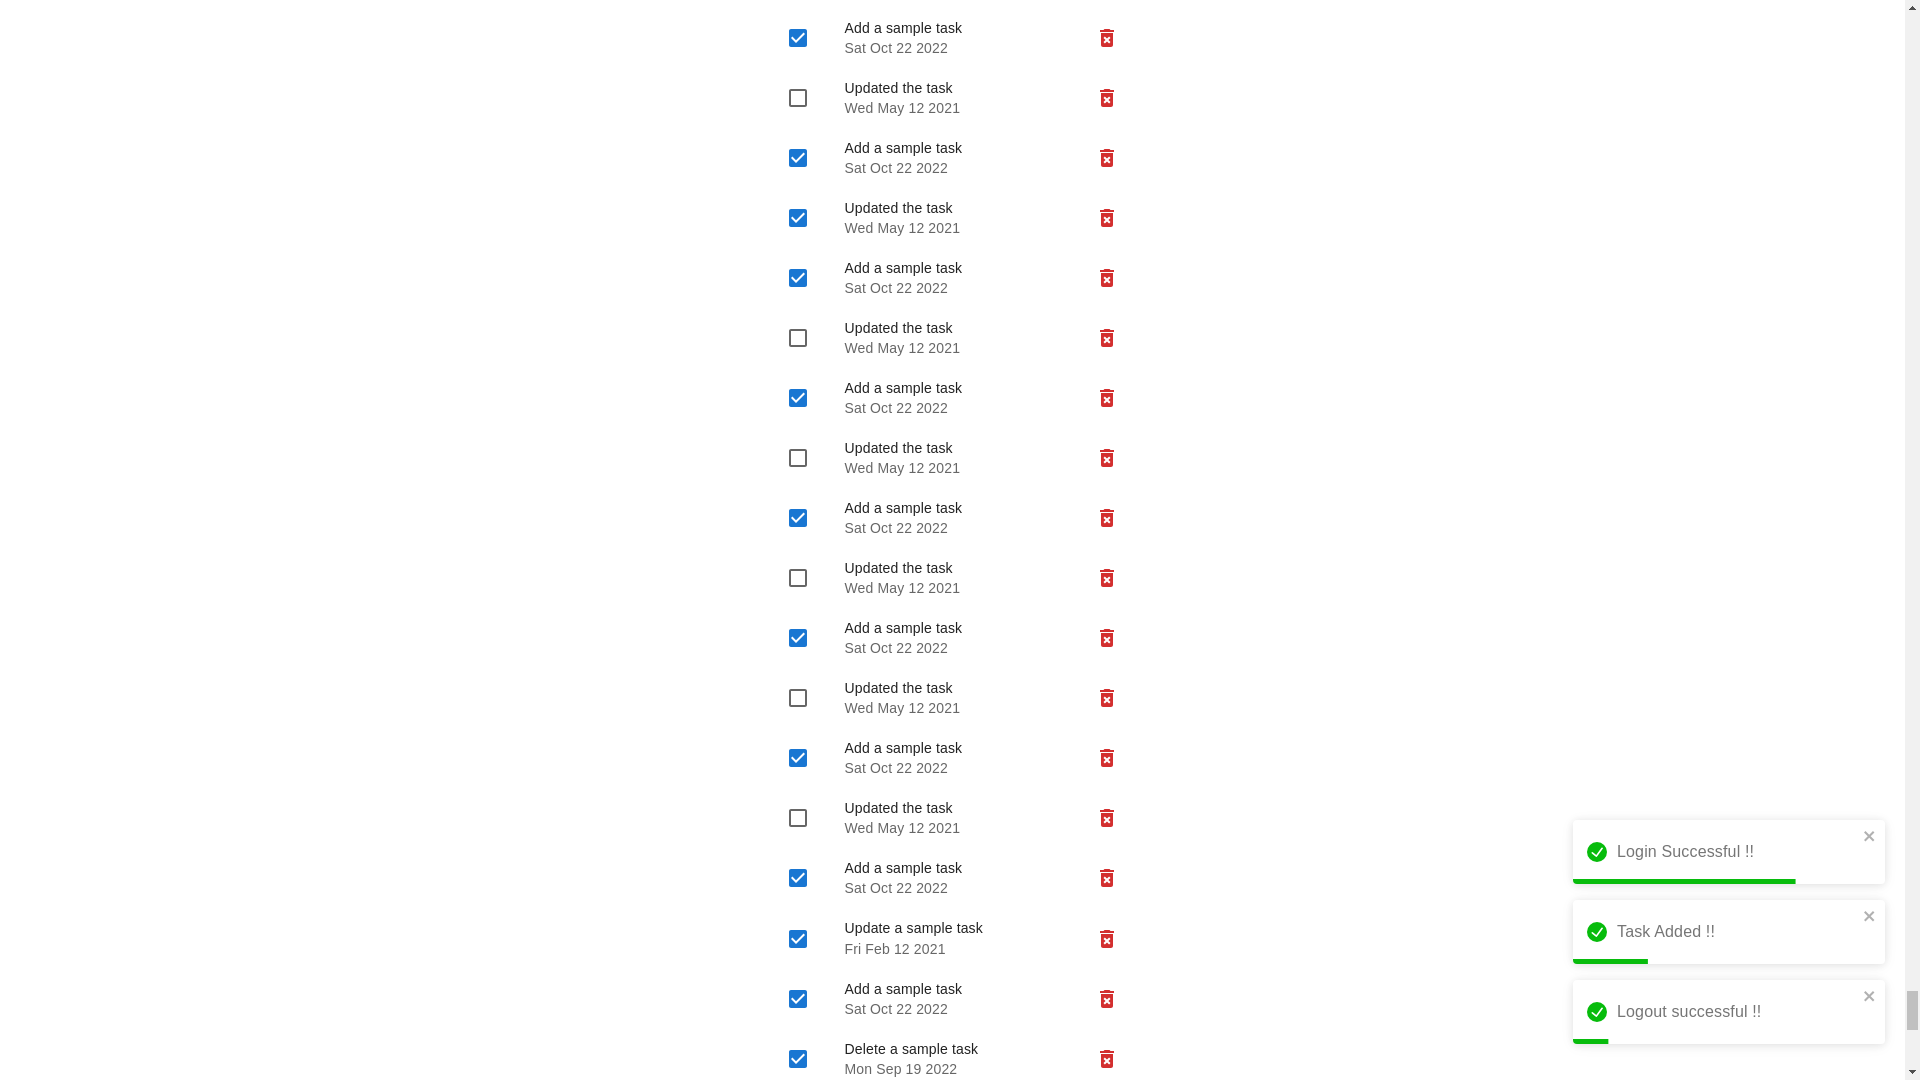 Add a sample task
Sat Oct 22 2022
Updated the task
Wed May 12 2021
Add a sample task
Sat Oct 22 2022
Updated the task
Wed May 12 2021
Add a sample task
Sat Oct 22 2022
Updated the task
Wed May 12 2021
Add a sample task
Sat Oct 22 2022
Updated the task
Wed May 12 2021
Add a sample task
Sat Oct 22 2022
Updated the task
Wed May 12 2021
Add a sample task
Sat Oct 22 2022
Updated the task
Wed May 12 2021
Add a sample task
Sat Oct 22 2022
Updated the task
Wed May 12 2021
Add a sample task
Sat Oct 22 2022
Update a sample task
Fri Feb 12 2021
Add a sample task
Sat Oct 22 2022
Delete a sample task
Mon Sep 19 2022
Login Successful !!
Task Added !!
Logout successful !!